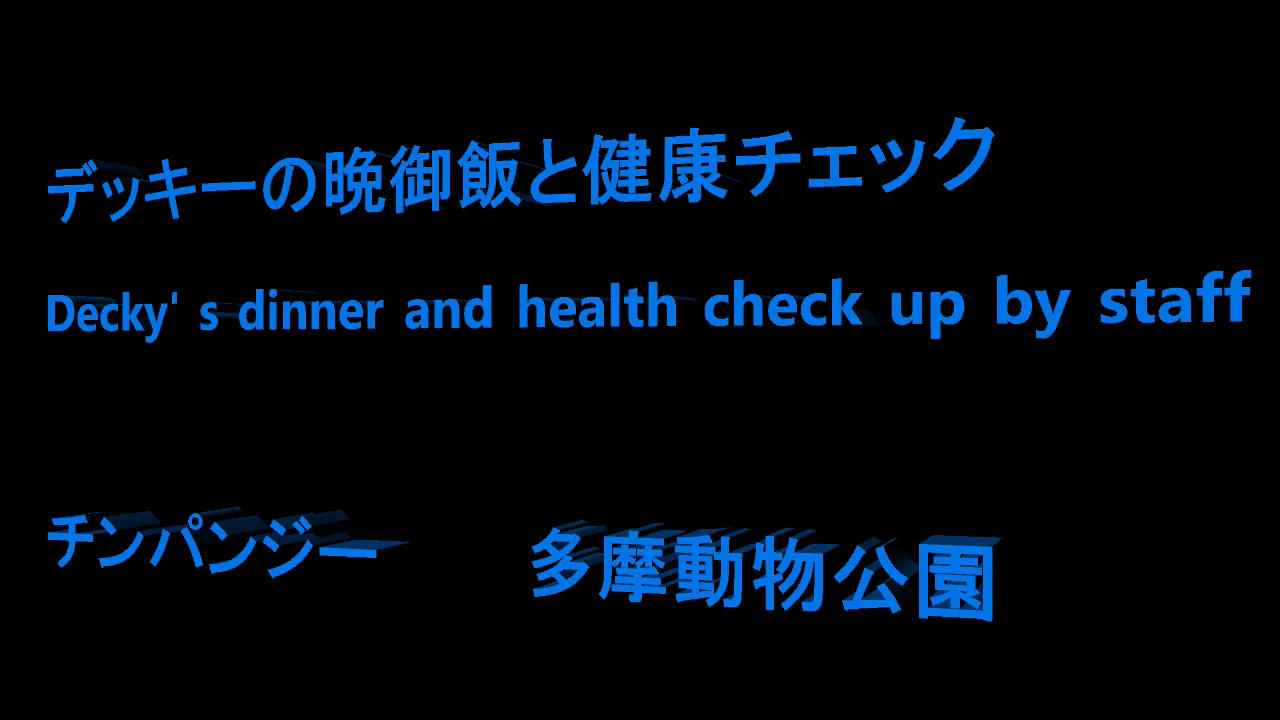 デッキーの晩御飯と健康チェック
Decky's dinner and health check up by staff
チンパンジー 多摩動物公園